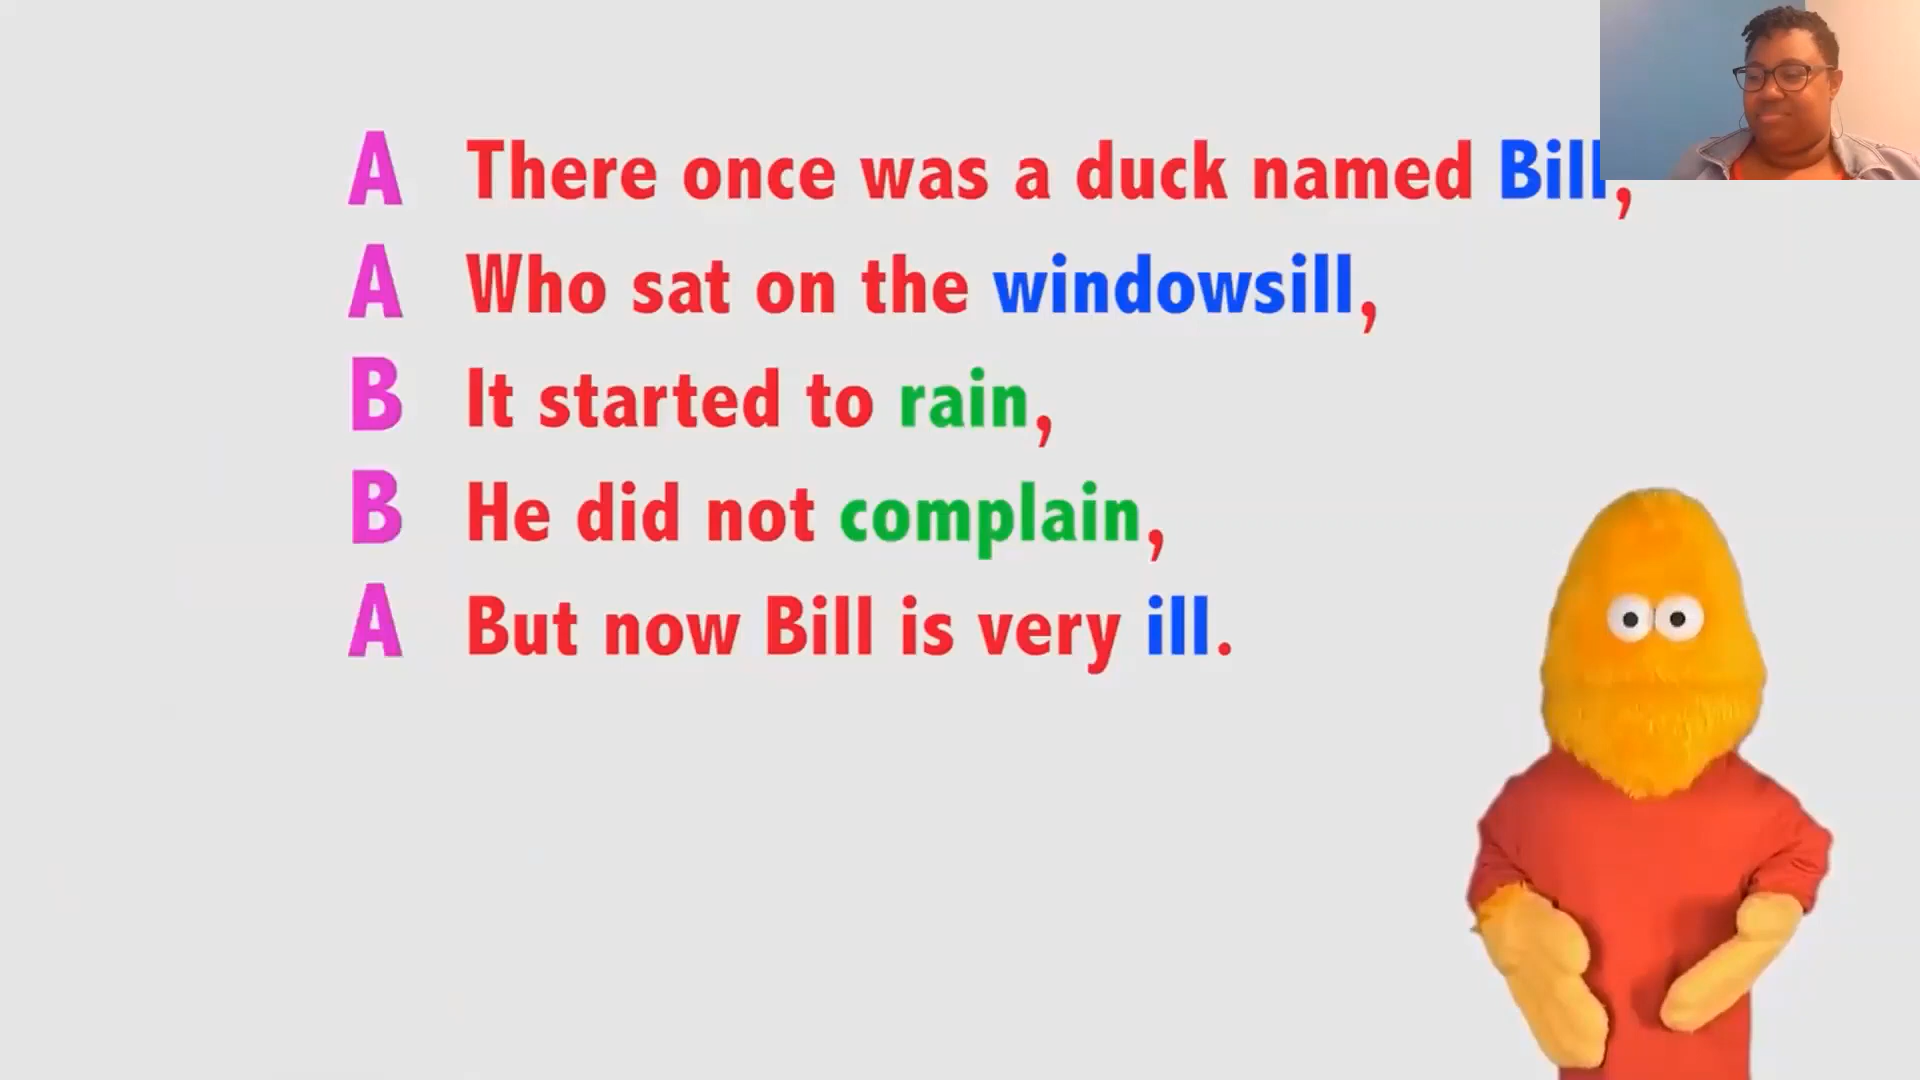 A There once was a duck named Bill,
A Who sat on the windowsill,
B It started to rain,
B He did not complain,
A But now Bill is very ill.